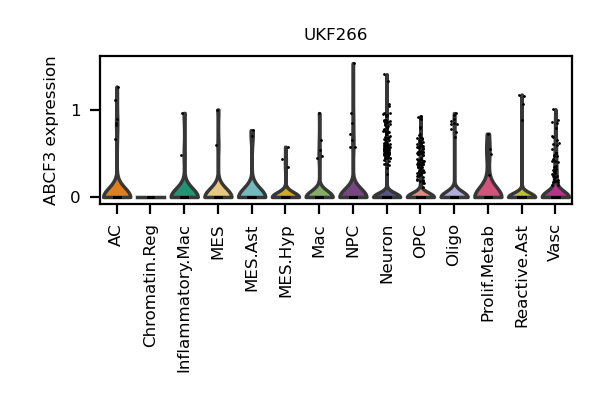 UKF266
ABCF3 expression
1
0
AC
Chromatin.Reg
Inflammatory.Mac
MES
MES.Ast
MES.Hyp
Mac
NPC
Neuron
OPC
Oligo
Prolif.Metab
Reactive.Ast
Vasc